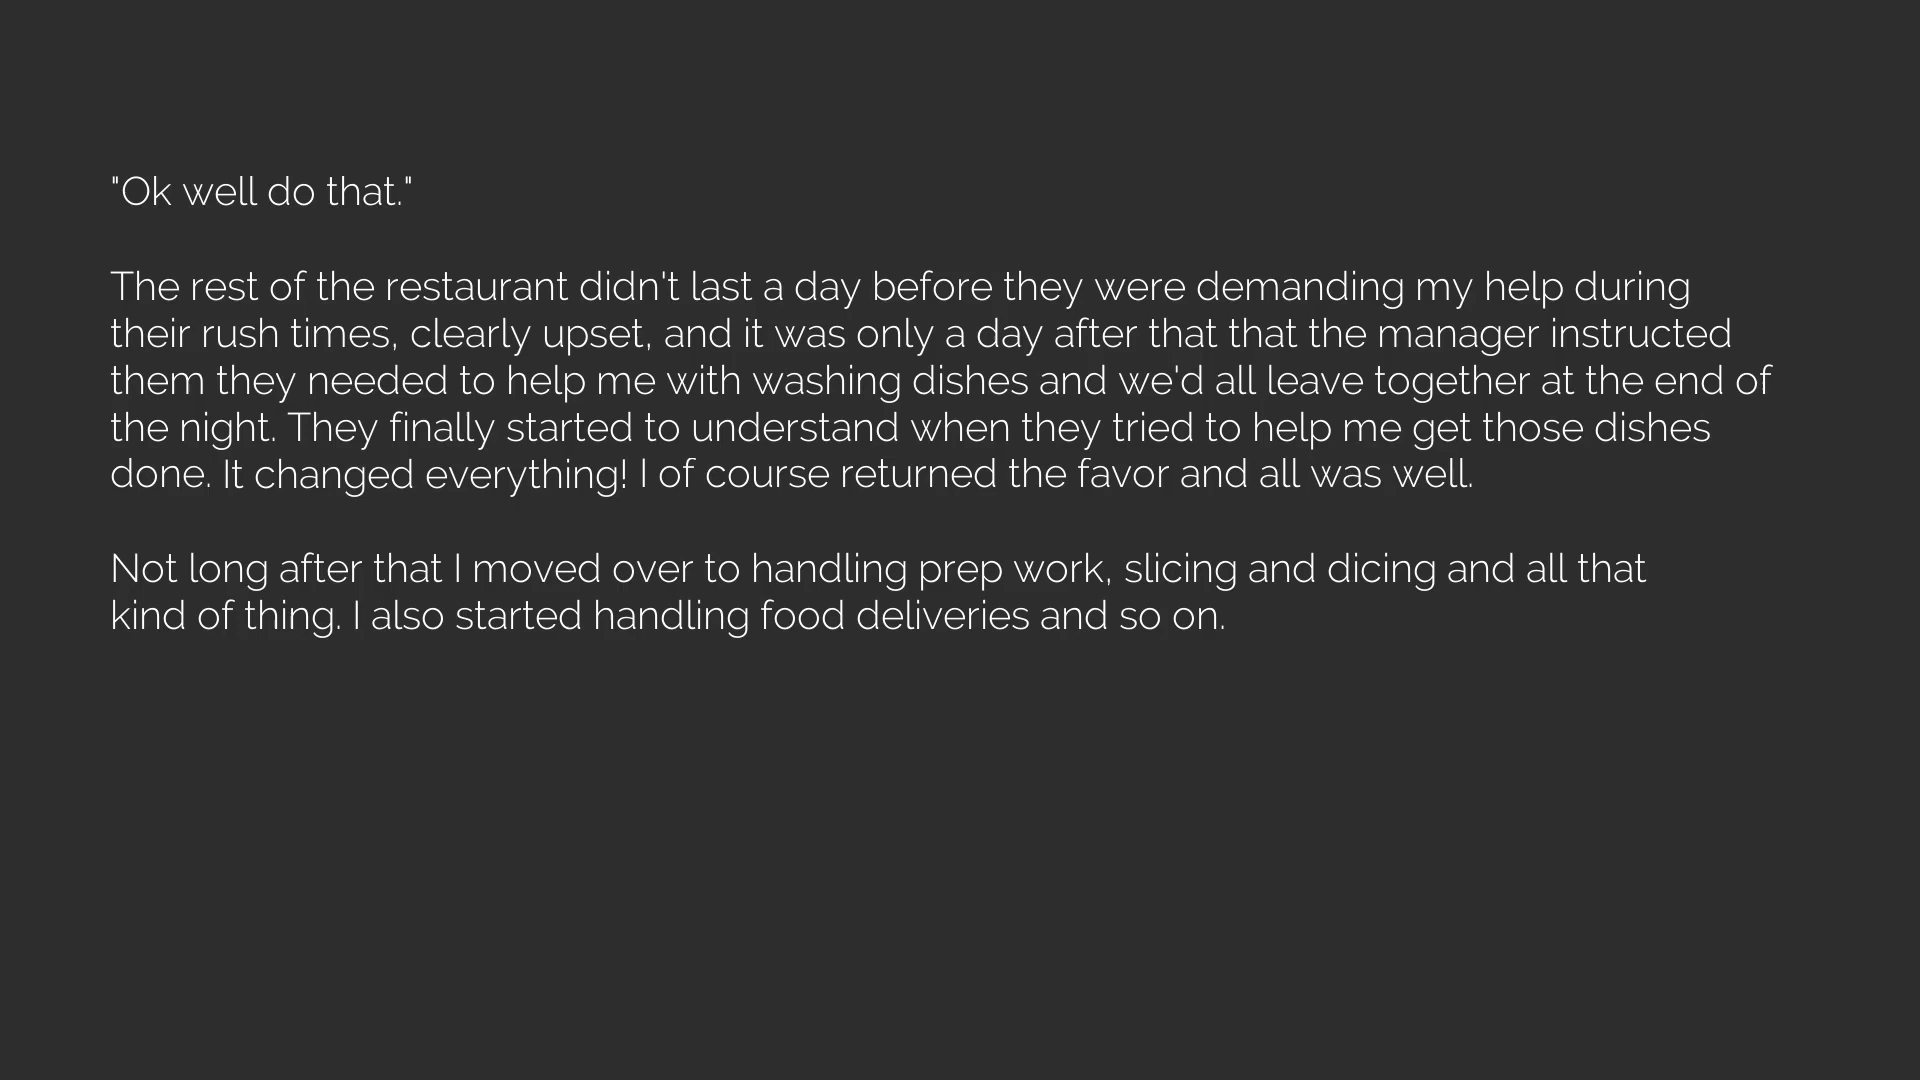 "Ok well do that."
The rest of the restaurant didn't last a day before they were demanding my help during
their rush times, clearly upset, and it was only a day after that that the manager instructed
them they needed to help me with washing dishes and we'd all leave together at the end of
the night. They finally started to understand when they tried to help me get those dishes
done. It changed everything! I of course returned the favor and all was well.
Not long after that I moved over to handling prep work, slicing and dicing and all that
kind of thing. I also started handling food deliveries and so on.